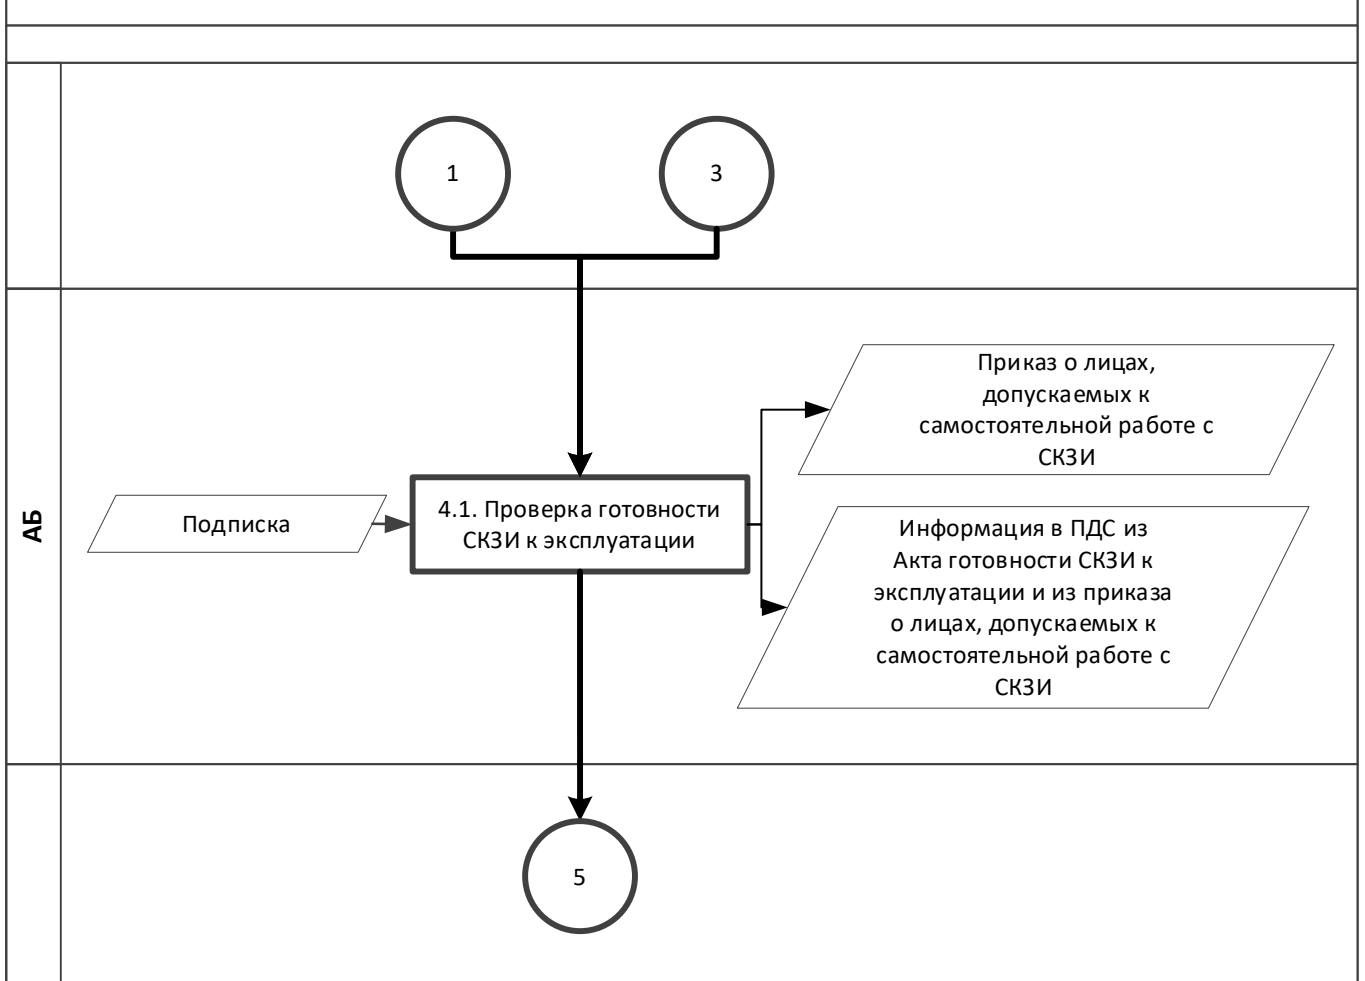 1
3
Приказ о лицах,
допускаемых к
самостоятельной работе с
СКЗИ
АБ
Подписка
4.1. Проверка готовности
СКЗИ к эксплуатации
Информация в ПДС из
Акта готовности СКЗИ к
эксплуатации и из приказа
о лицах, допускаемых к
самостоятельной работе с
СКЗИ
5